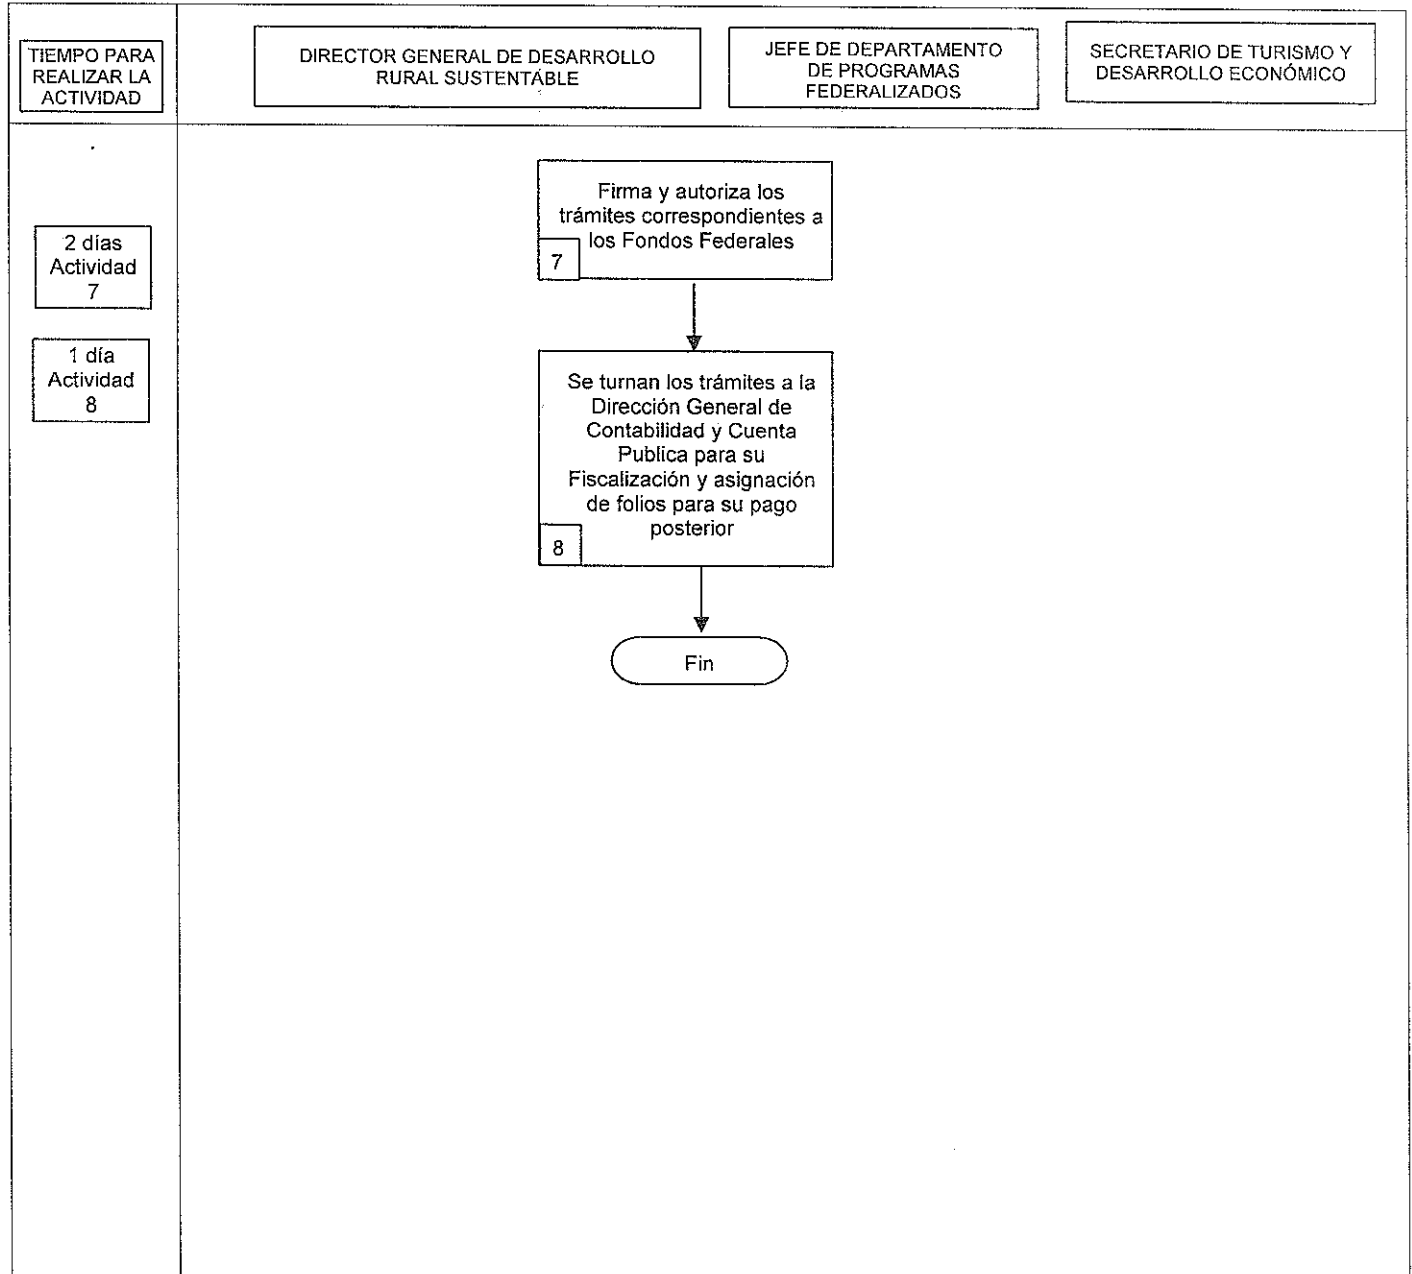 TIEMPO PARA
REALIZAR LA
ACTIVIDAD
DIRECTOR GENERAL DE DESARROLLO
RURAL SUSTENTABLE
JEFE DE DEPARTAMENTO
DE PROGRAMAS
FEDERALIZADOS
SECRETARIO DE TURISMO Y
DESARROLLO ECONÓMICO
2 días
Actividad
7
Firma y autoriza los
trámites correspondientes a
los Fondos Federales
7
1 día
Actividad
8
Se turnan los trámites a la
Dirección General de
Contabilidad y Cuenta
Publica para su
Fiscalización y asignación
de folios para su pago
posterior
8
Fin